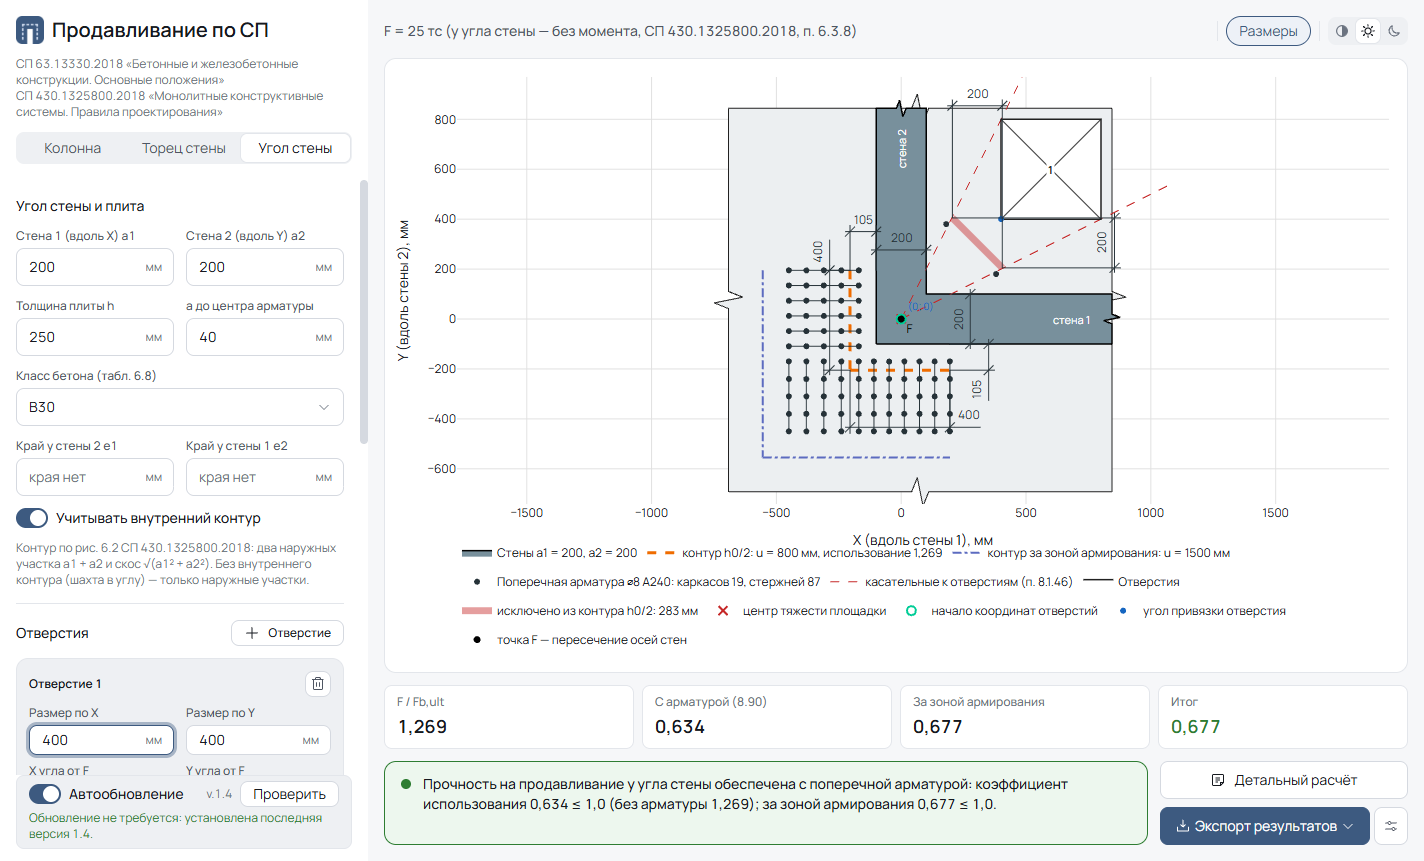 Продавливание по СП
СП 63.13330.2018 «Бетонные и железобетонные
конструкции. Основные положения»
СП 430.1325800.2018 «Монолитные конструктивные
системы. Правила проектирования»
Колонна Торец стены Угол стены
Угол стены и плита
Стена 1 (вдоль X) a1 Стена 2 (вдоль Y) a2
200 мм 200 мм
Толщина плиты h a до центра арматуры
250 мм 40 мм
Класс бетона (табл. 6.8)
B30
Край у стены 2 e1 Край у стены 1 e2
края нет мм края нет мм
Учитывать внутренний контур
Контур по рис. 6.2 СП 430.1325800.2018: два наружных
участка a1 + a2 и скос √(a1² + a2²). Без внутреннего
контура (шахта в углу) — только наружные участки.
Отверстия + Отверстие
Отверстие 1
Размер по X Размер по Y
400 мм 400 мм
X угла от F Y угла от F
Автообновление v.1.4 Проверить
Обновление не требуется: установлена последняя
версия 1.4.
F = 25 тс (у угла стены — без момента, СП 430.1325800.2018, п. 6.3.8)
Размеры
200
800
стена 2
600
1
400
105
200
400
200
200
(0; 0)
0
F
200
стена 1
−200
105
−400
400
−600
Y (вдоль стены 2), мм
−1500 −1000 −500 0 500 1000 1500
X (вдоль стены 1), мм
Стены a1 = 200, a2 = 200 контур h0/2: u = 800 мм, использование 1,269 контур за зоной армирования: u = 1500 мм
Поперечная арматура ⌀8 A240: каркасов 19, стержней 87 касательные к отверстиям (п. 8.1.46) Отверстия
исключено из контура h0/2: 283 мм центр тяжести площадки начало координат отверстий угол привязки отверстия
точка F — пересечение осей стен
F / Fb,ult С арматурой (8.90) За зоной армирования Итог
1,269 0,634 0,677 0,677
Прочность на продавливание у угла стены обеспечена с поперечной арматурой: коэффициент
использования 0,634 ≤ 1,0 (без арматуры 1,269); за зоной армирования 0,677 ≤ 1,0.
Детальный расчёт
Экспорт результатов